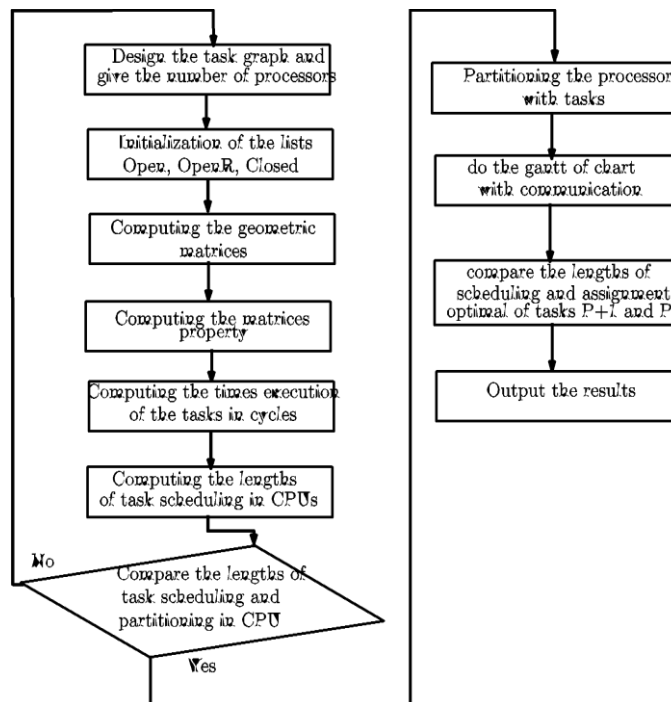 Design the task graph and
give the number of processors
Initialization of the lists
Open, OpenR, Closed
Computing the geometric
matrices
Computing the matrices
property
Computing the times execution
of the tasks in cycles
Computing the lengths
of task scheduling in CPUs
No
Compare the lengths of
task scheduling and
partitioning in CPU
Yes
Partitioning the processor
with tasks
do the gantt of chart
with communication
compare the lengths of
scheduling and assignment
optimal of tasks P+1 and P
Output the results